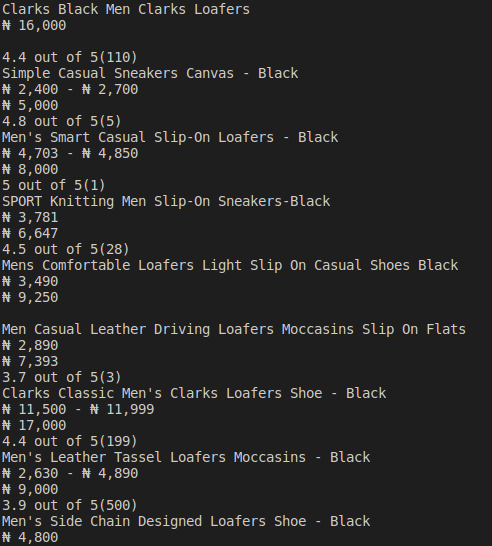 Clarks Black Men Clarks Loafers
₦ 16,000
4.4 out of 5(110)
Simple Casual Sneakers Canvas - Black
₦ 2,400 - ₦ 2,700
₦ 5,000
4.8 out of 5(5)
Men's Smart Casual Slip-On Loafers - Black
₦ 4,703 - ₦ 4,850
₦ 8,000
5 out of 5(1)
SPORT Knitting Men Slip-On Sneakers-Black
₦ 3,781
₦ 6,647
4.5 out of 5(28)
Mens Comfortable Loafers Light Slip On Casual Shoes Black
₦ 3,490
₦ 9,250
Men Casual Leather Driving Loafers Moccasins Slip On Flats
₦ 2,890
₦ 7,393
3.7 out of 5(3)
Clarks Classic Men's Clarks Loafers Shoe - Black
₦ 11,500 - ₦ 11,999
₦ 17,000
4.4 out of 5(199)
Men's Leather Tassel Loafers Moccasins - Black
₦ 2,630 - ₦ 4,890
₦ 9,000
3.9 out of 5(500)
Men's Side Chain Designed Loafers Shoe - Black
₦ 4,800